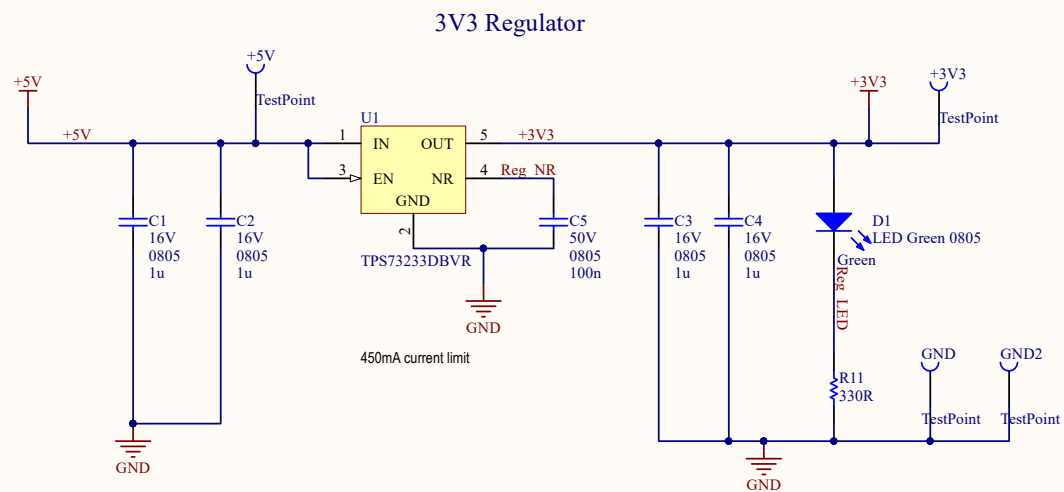 3V3 Regulator
+5V
+5V
TestPoint
+5V
U1
1
IN
OUT
5
+3V3
3
EN
NR
4
Reg_NR
GND
2
TPS73233DBVR
C1
16V
0805
1u
C2
16V
0805
1u
C5
50V
0805
100n
GND
450mA current limit
GND
+3V3
+3V3
TestPoint
C3
16V
0805
1u
C4
16V
0805
1u
D1
LED Green 0805
Green
Reg_LED
R11
330R
GND
TestPoint
GND2
TestPoint
GND